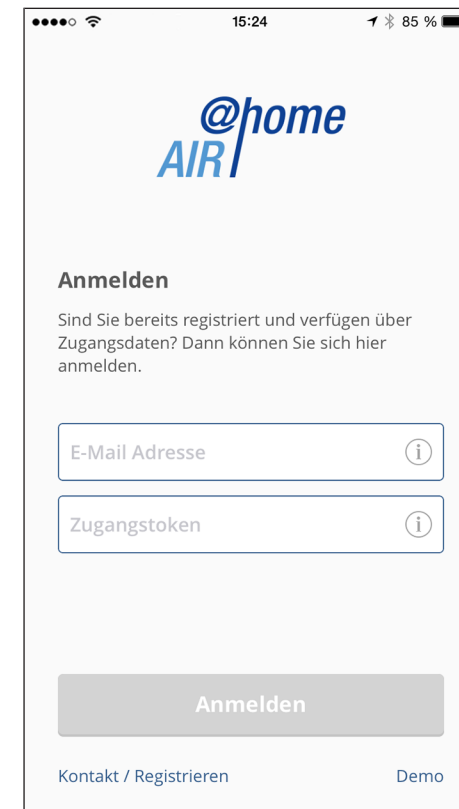 15:24
85 %
@home
AIR
Anmelden
Sind Sie bereits registriert und verfügen über
Zugangsdaten? Dann können Sie sich hier
anmelden.
E-Mail Adresse
Zugangstoken
Anmelden
Kontakt / Registrieren
Demo